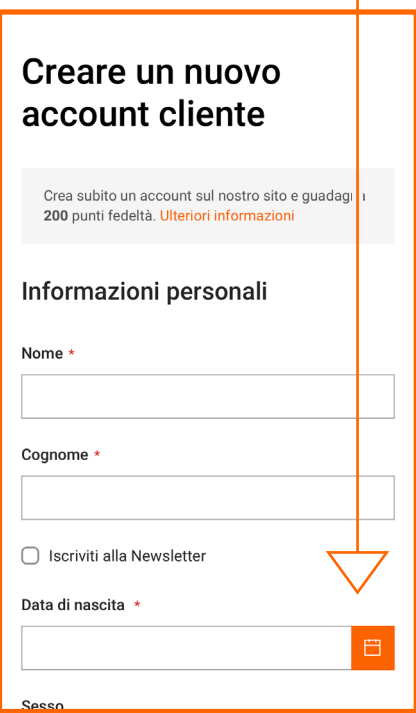 Creare un nuovo
account cliente
Crea subito un account sul nostro sito e guadagna
200 punti fedeltà. Ulteriori informazioni
Informazioni personali
Nome *
Cognome *
Iscriviti alla Newsletter
Data di nascita *
Sesso